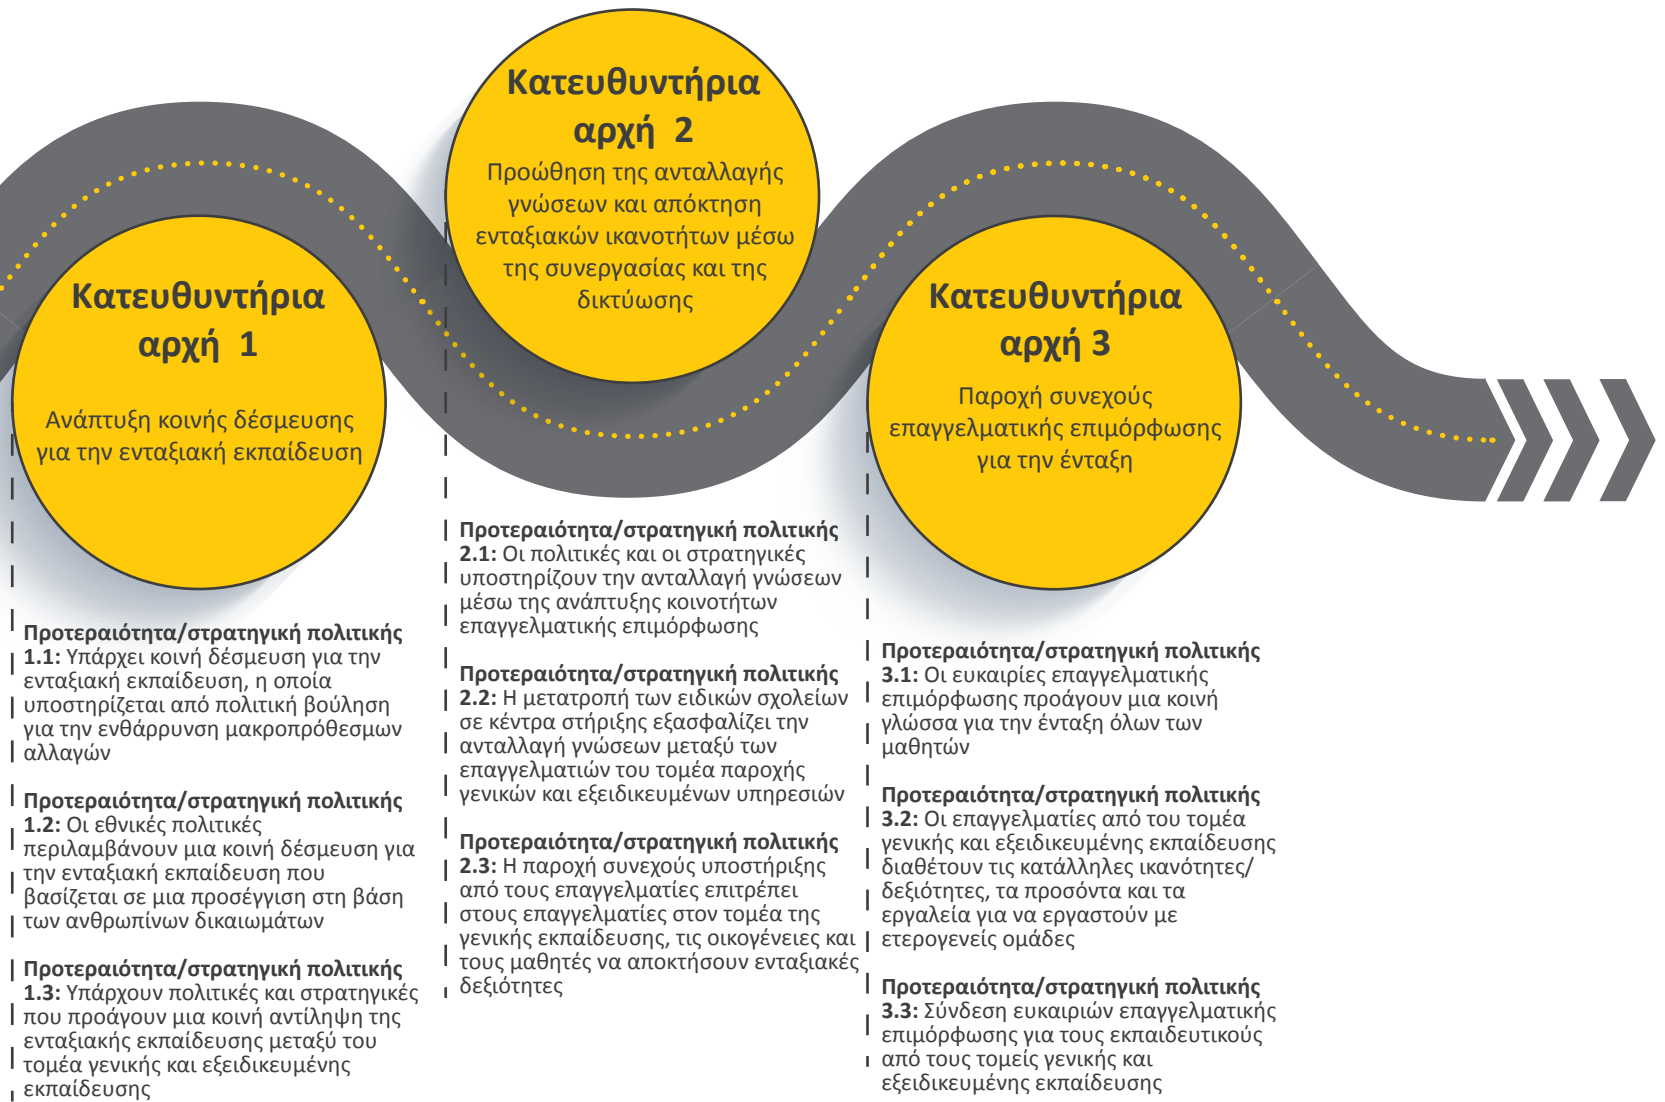 Κατευθυντήρια
αρχή 1
Ανάπτυξη κοινής δέσμευσης
για την ενταξιακή εκπαίδευση
Προτεραιότητα/στρατηγική πολιτικής
1.1: Υπάρχει κοινή δέσμευση για την
ενταξιακή εκπαίδευση, η οποία
υποστηρίζεται από πολιτική βούληση
για την ενθάρρυνση μακροπρόθεσμων
αλλαγών
Προτεραιότητα/στρατηγική πολιτικής
1.2: Οι εθνικές πολιτικές
περιλαμβάνουν μια κοινή δέσμευση για
την ενταξιακή εκπαίδευση που
βασίζεται σε μια προσέγγιση στη βάση
των ανθρωπίνων δικαιωμάτων
Προτεραιότητα/στρατηγική πολιτικής
1.3: Υπάρχουν πολιτικές και στρατηγικές
που προάγουν μια κοινή αντίληψη της
ενταξιακής εκπαίδευσης μεταξύ του
τομέα γενικής και εξειδικευμένης
εκπαίδευσης
Κατευθυντήρια
αρχή 2
Προώθηση της ανταλλαγής
γνώσεων και απόκτηση
ενταξιακών ικανοτήτων μέσω
της συνεργασίας και της
δικτύωσης
Προτεραιότητα/στρατηγική πολιτικής
2.1: Οι πολιτικές και οι στρατηγικές
υποστηρίζουν την ανταλλαγή γνώσεων
μέσω της ανάπτυξης κοινοτήτων
επαγγελματικής επιμόρφωσης
Προτεραιότητα/στρατηγική πολιτικής
2.2: Η μετατροπή των ειδικών σχολείων
σε κέντρα στήριξης εξασφαλίζει την
ανταλλαγή γνώσεων μεταξύ των
επαγγελματιών του τομέα παροχής
γενικών και εξειδικευμένων υπηρεσιών
Προτεραιότητα/στρατηγική πολιτικής
2.3: Η παροχή συνεχούς υποστήριξης
από τους επαγγελματίες επιτρέπει
στους επαγγελματίες στον τομέα της
γενικής εκπαίδευσης, τις οικογένειες και
τους μαθητές να αποκτήσουν ενταξιακές
δεξιότητες
Κατευθυντήρια
αρχή 3
Παροχή συνεχούς
επαγγελματικής επιμόρφωσης
για την ένταξη
Προτεραιότητα/στρατηγική πολιτικής
3.1: Οι ευκαιρίες επαγγελματικής
επιμόρφωσης προάγουν μια κοινή
γλώσσα για την ένταξη όλων των
μαθητών
Προτεραιότητα/στρατηγική πολιτικής
3.2: Οι επαγγελματίες από του τομέα
γενικής και εξειδικευμένης εκπαίδευσης
διαθέτουν τις κατάλληλες ικανότητες/
δεξιότητες, τα προσόντα και τα
εργαλεία για να εργαστούν με
ετερογενείς ομάδες
Προτεραιότητα/στρατηγική πολιτικής
3.3: Σύνδεση ευκαιριών επαγγελματικής
επιμόρφωσης για τους εκπαιδευτικούς
από τους τομείς γενικής και
εξειδικευμένης εκπαίδευσης